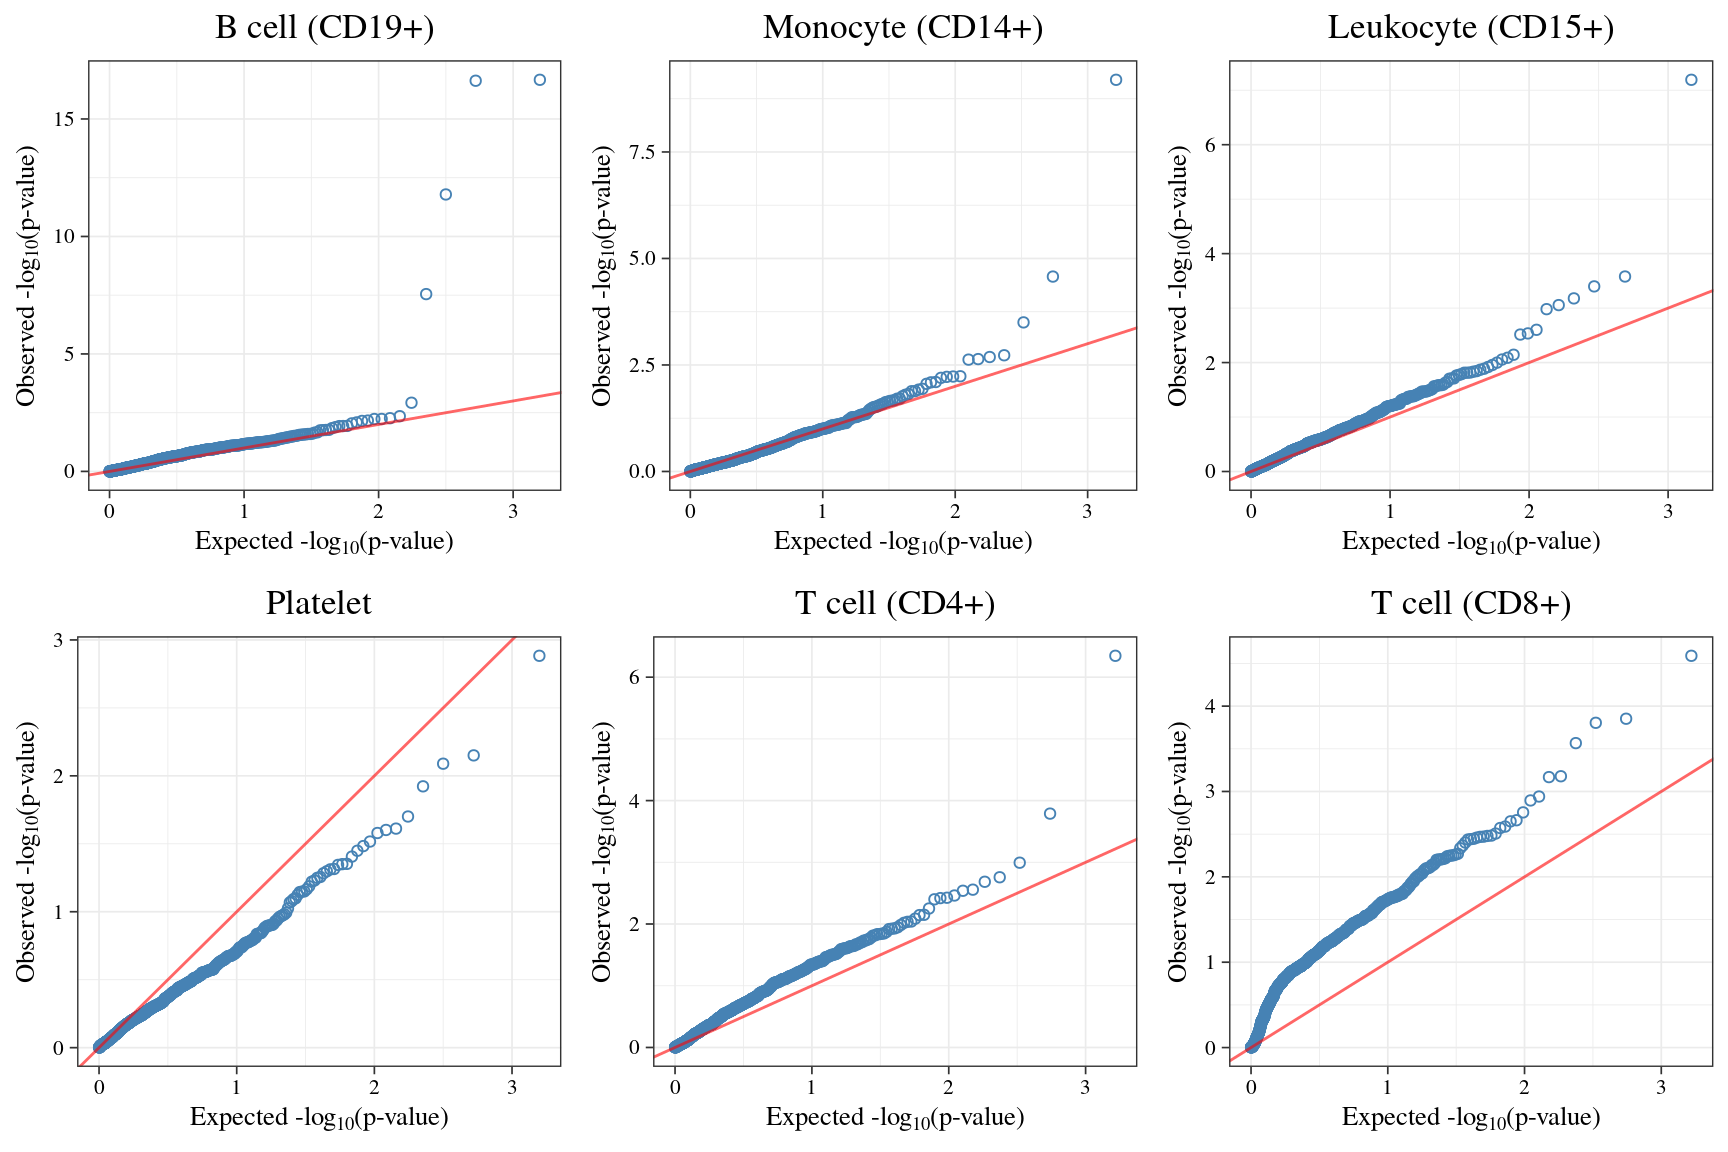 B cell (CD19+)
Observed -log10(p-value)
15
10
5
0
0 1 2 3
Expected -log10(p-value)
Monocyte (CD14+)
Observed -log10(p-value)
7.5
5.0
2.5
0.0
0 1 2 3
Expected -log10(p-value)
Leukocyte (CD15+)
Observed -log10(p-value)
6
4
2
0
0 1 2 3
Expected -log10(p-value)
Platelet
Observed -log10(p-value)
3
2
1
0
0 1 2 3
Expected -log10(p-value)
T cell (CD4+)
Observed -log10(p-value)
6
4
2
0
0 1 2 3
Expected -log10(p-value)
T cell (CD8+)
Observed -log10(p-value)
4
3
2
1
0
0 1 2 3
Expected -log10(p-value)